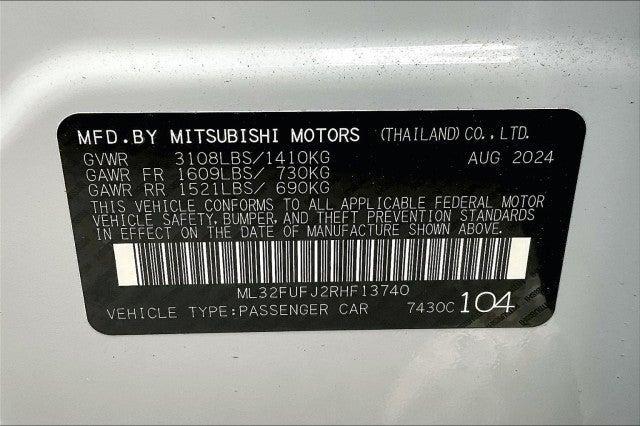 MFD.BY MITSUBISHI MOTORS (THAILAND) CO., LTD.
GVWR 3108LBS/1410KG AUG 2024
GAWR FR 1609LBS/ 730KG
GAWR RR 1521LBS/ 690KG
THIS VEHICLE CONFORMS TO ALL APPLICABLE FEDERAL MOTOR
VEHICLE SAFETY, BUMPER, AND THEFT PREVENTION STANDARDS
IN EFFECT ON THE DATE OF MANUFACTURE SHOWN ABOVE.
ML32FUFJ2RHF13740
VEHICLE TYPE:PASSENGER CAR 7430C 104